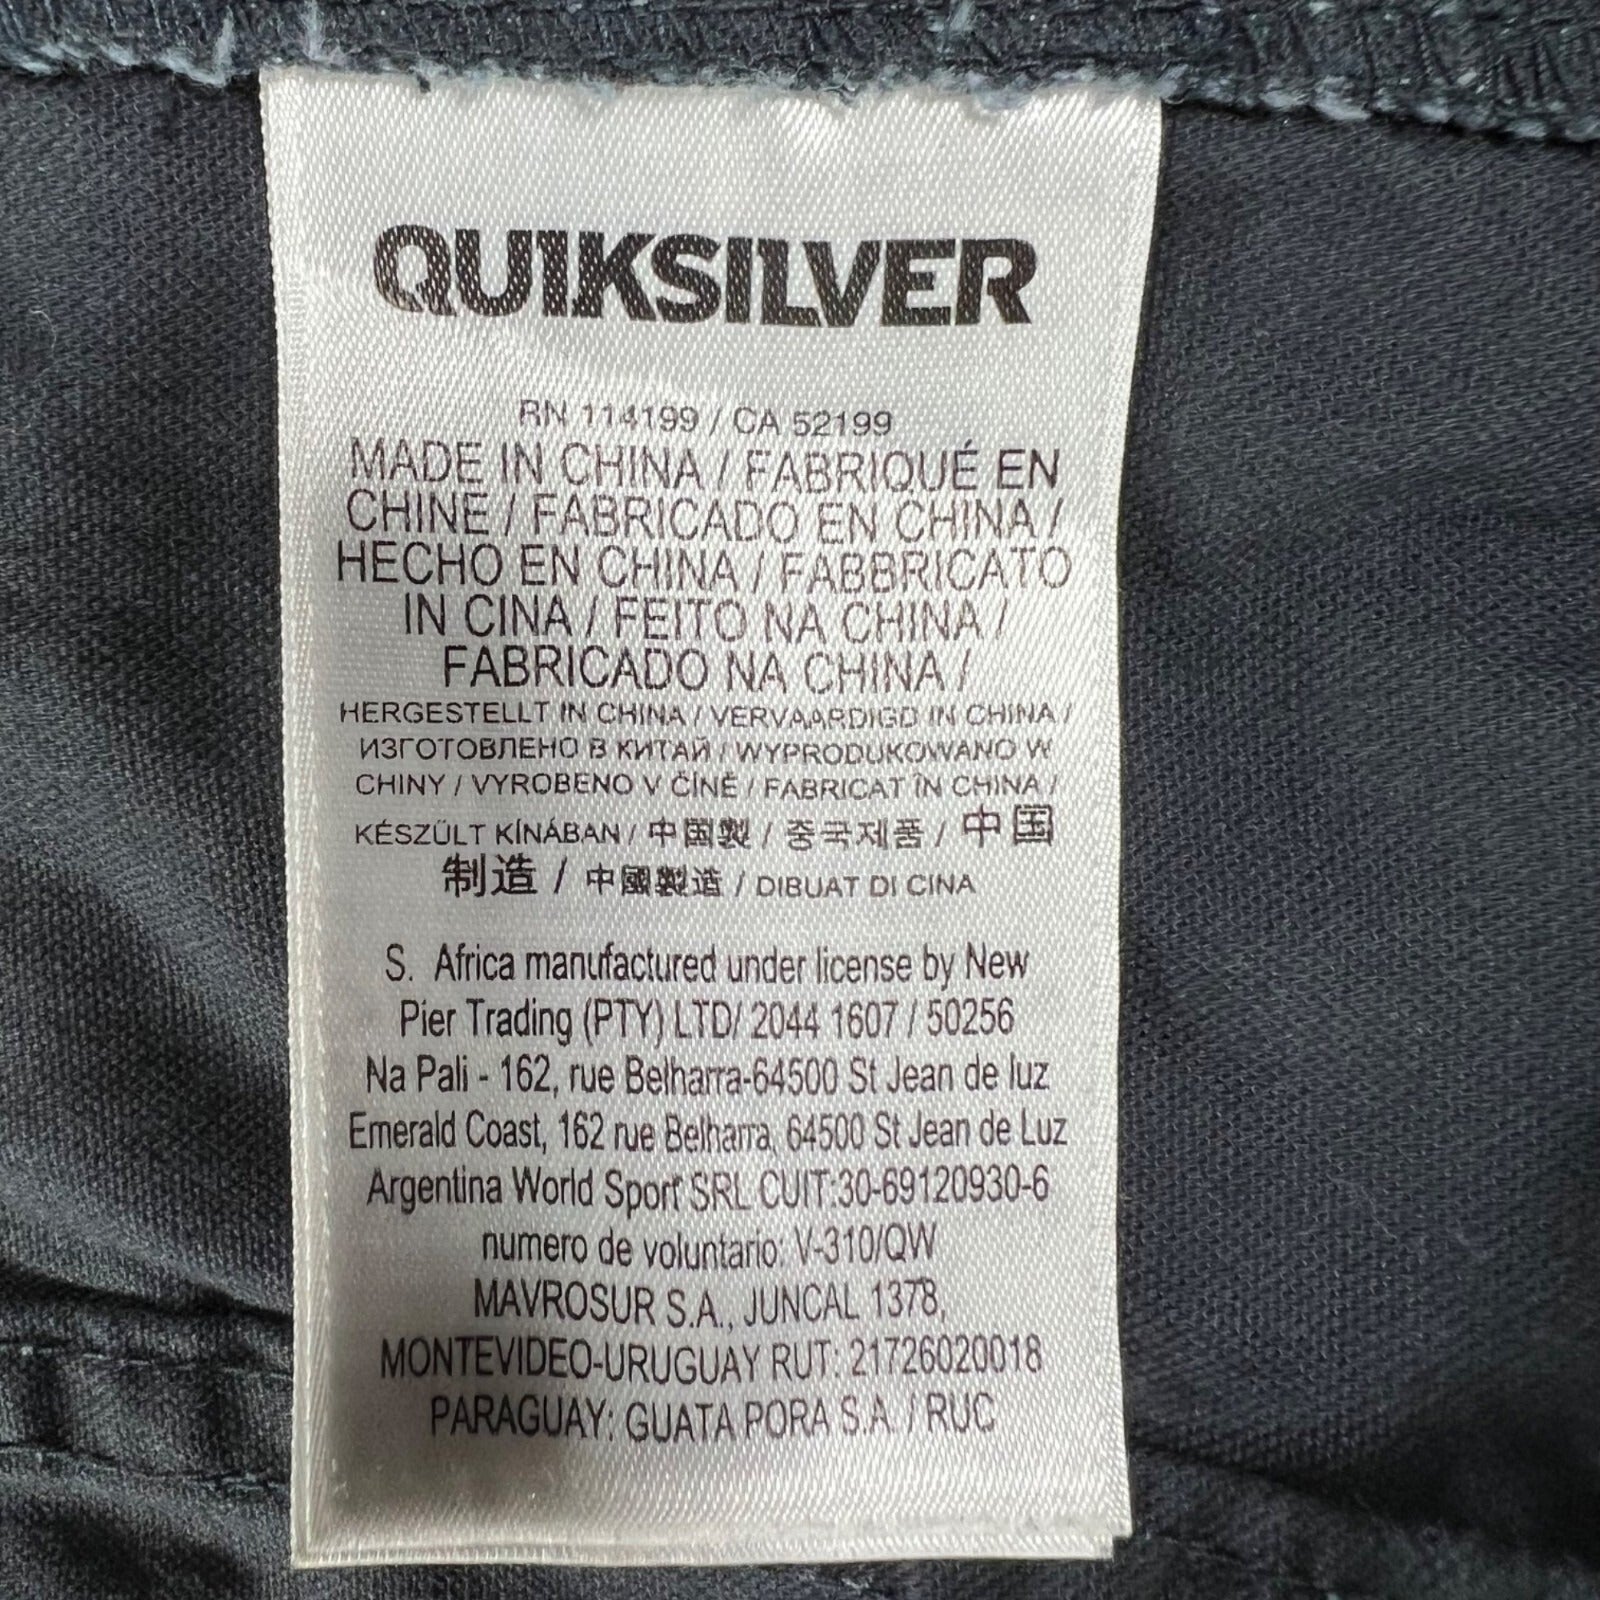 QUIKSILVER
RN 114199 / CA 52199
MADE IN CHINA / FABRIQUÉ EN
CHINE / FABRICADO EN CHINA /
HECHO EN CHINA / FABBRICATO
IN CINA / FEITO NA CHINA /
FABRICADO NA CHINA /
HERGESTELLT IN CHINA / VERVAARDIGD IN CHINA /
ИЗГОТОВЛЕНО В КИТАЙ / WYPRODUKOWANO W
CHINY / VYROBENO V ČÍNĚ / FABRICAT ÎN CHINA /
KÉSZÜLT KÍNÁBAN / 中国製 / 중국제품 / 中国
制造 / 中國製造 / DIBUAT DI CINA
S. Africa manufactured under license by New
Pier Trading (PTY) LTD/ 2044 1607 / 50256
Na Pali - 162, rue Belharra-64500 St Jean de luz
Emerald Coast, 162 rue Belharra, 64500 St Jean de Luz
Argentina World Sport SRL CUIT:30-69120930-6
numero de voluntario: V-310/QW
MAVROSUR S.A., JUNCAL 1378,
MONTEVIDEO-URUGUAY RUT: 21726020018
PARAGUAY: GUATA PORA S.A. / RUC